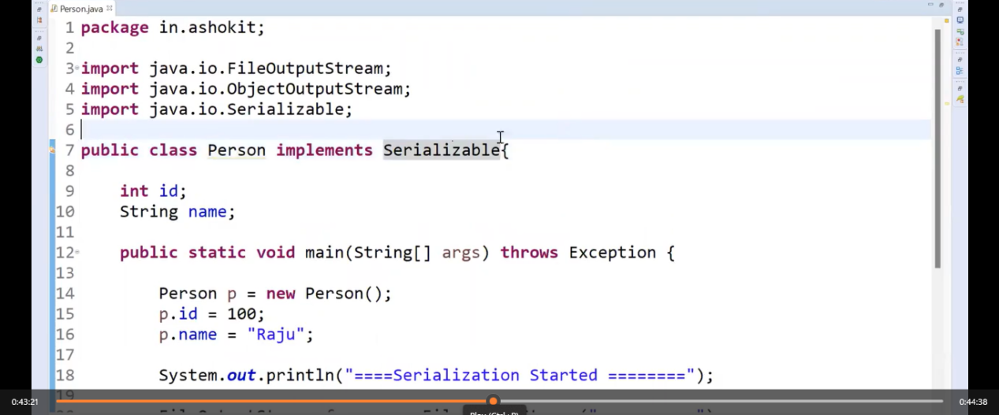 Person.java
1 package in.ashokit;
2
3 import java.io.FileOutputStream;
4 import java.io.ObjectOutputStream;
5 import java.io.Serializable;
6
7 public class Person implements Serializable{
8
9 int id;
10 String name;
11
12 public static void main(String[] args) throws Exception {
13
14 Person p = new Person();
15 p.id = 100;
16 p.name = "Raju";
17
18 System.out.println("====Serialization Started ========");
19
0:43:21
0:44:38